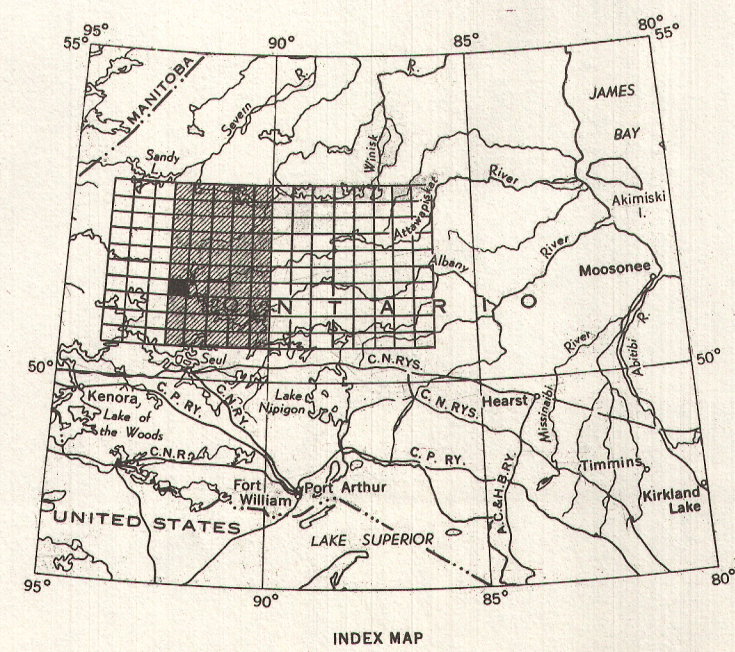 95°
90°
85°
80°
55°
55°
MANITOBA
Severn R.
R.
JAMES
BAY
Sandy
Winisk
River
Attawapiskat
Akimiski
I.
River
Albany
Moosonee
ONTARIO
River
Abitibi R.
50°
50°
Seul
C.N.RYS.
C.P.RY.
C.N.RY.
Kenora
Lake of
the Woods
Lake
Nipigon
C.N.RYS.
Hearst
Missinaibi
C.N.R.
C.P.RY.
A.C.&H.B.RY.
Timmins
Fort
William
Port Arthur
Kirkland
Lake
UNITED STATES
LAKE SUPERIOR
95°
90°
85°
80°
INDEX MAP